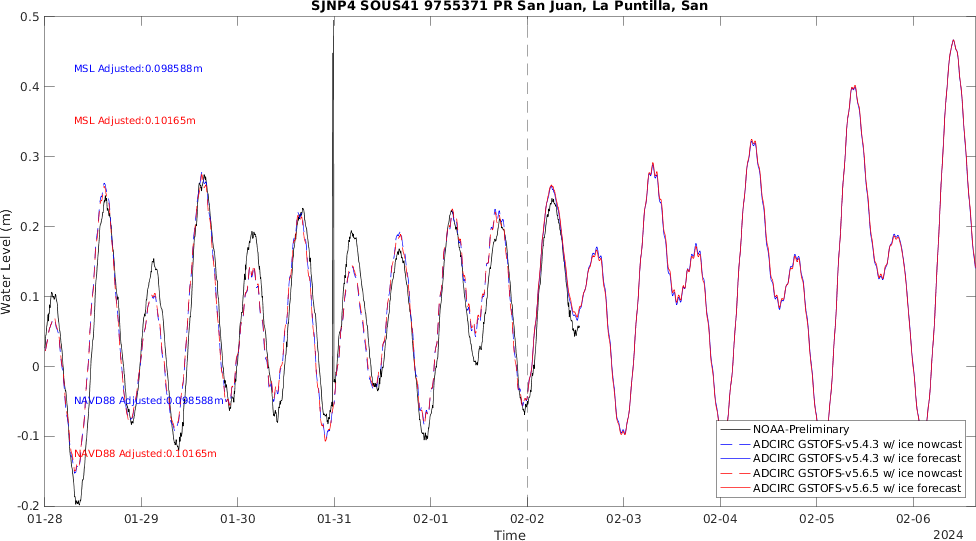 SJNP4 SOUS41 9755371 PR San Juan, La Puntilla, San
0.5
0.4
0.3
0.2
0.1
0
-0.1
-0.2
Water Level (m)
MSL Adjusted:0.098588m
MSL Adjusted:0.10165m
NAVD88 Adjusted:0.098588m
NAVD88 Adjusted:0.10165m
NOAA-Preliminary
ADCIRC GSTOFS-v5.4.3 w/ ice nowcast
ADCIRC GSTOFS-v5.4.3 w/ ice forecast
ADCIRC GSTOFS-v5.6.5 w/ ice nowcast
ADCIRC GSTOFS-v5.6.5 w/ ice forecast
01-28 01-29 01-30 01-31 02-01 02-02 02-03 02-04 02-05 02-06
Time
2024